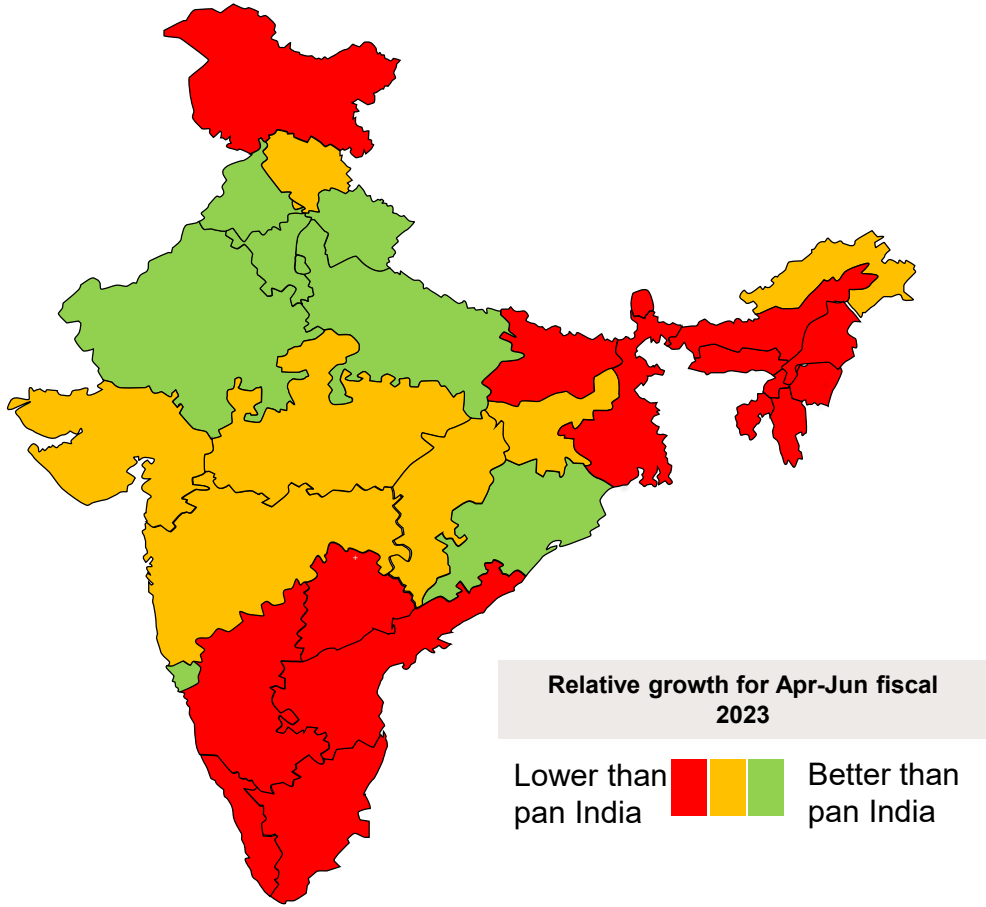 Relative growth for Apr-Jun fiscal
2023
Lower than
pan India
Better than
pan India